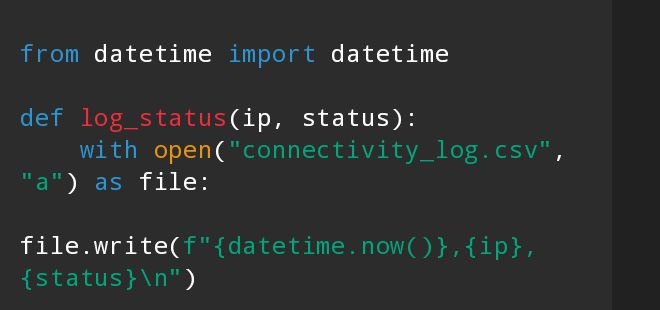 from datetime import datetime
def log_status(ip, status):
    with open("connectivity_log.csv",
"a") as file:
file.write(f"{datetime.now()},{ip},
{status}\n")